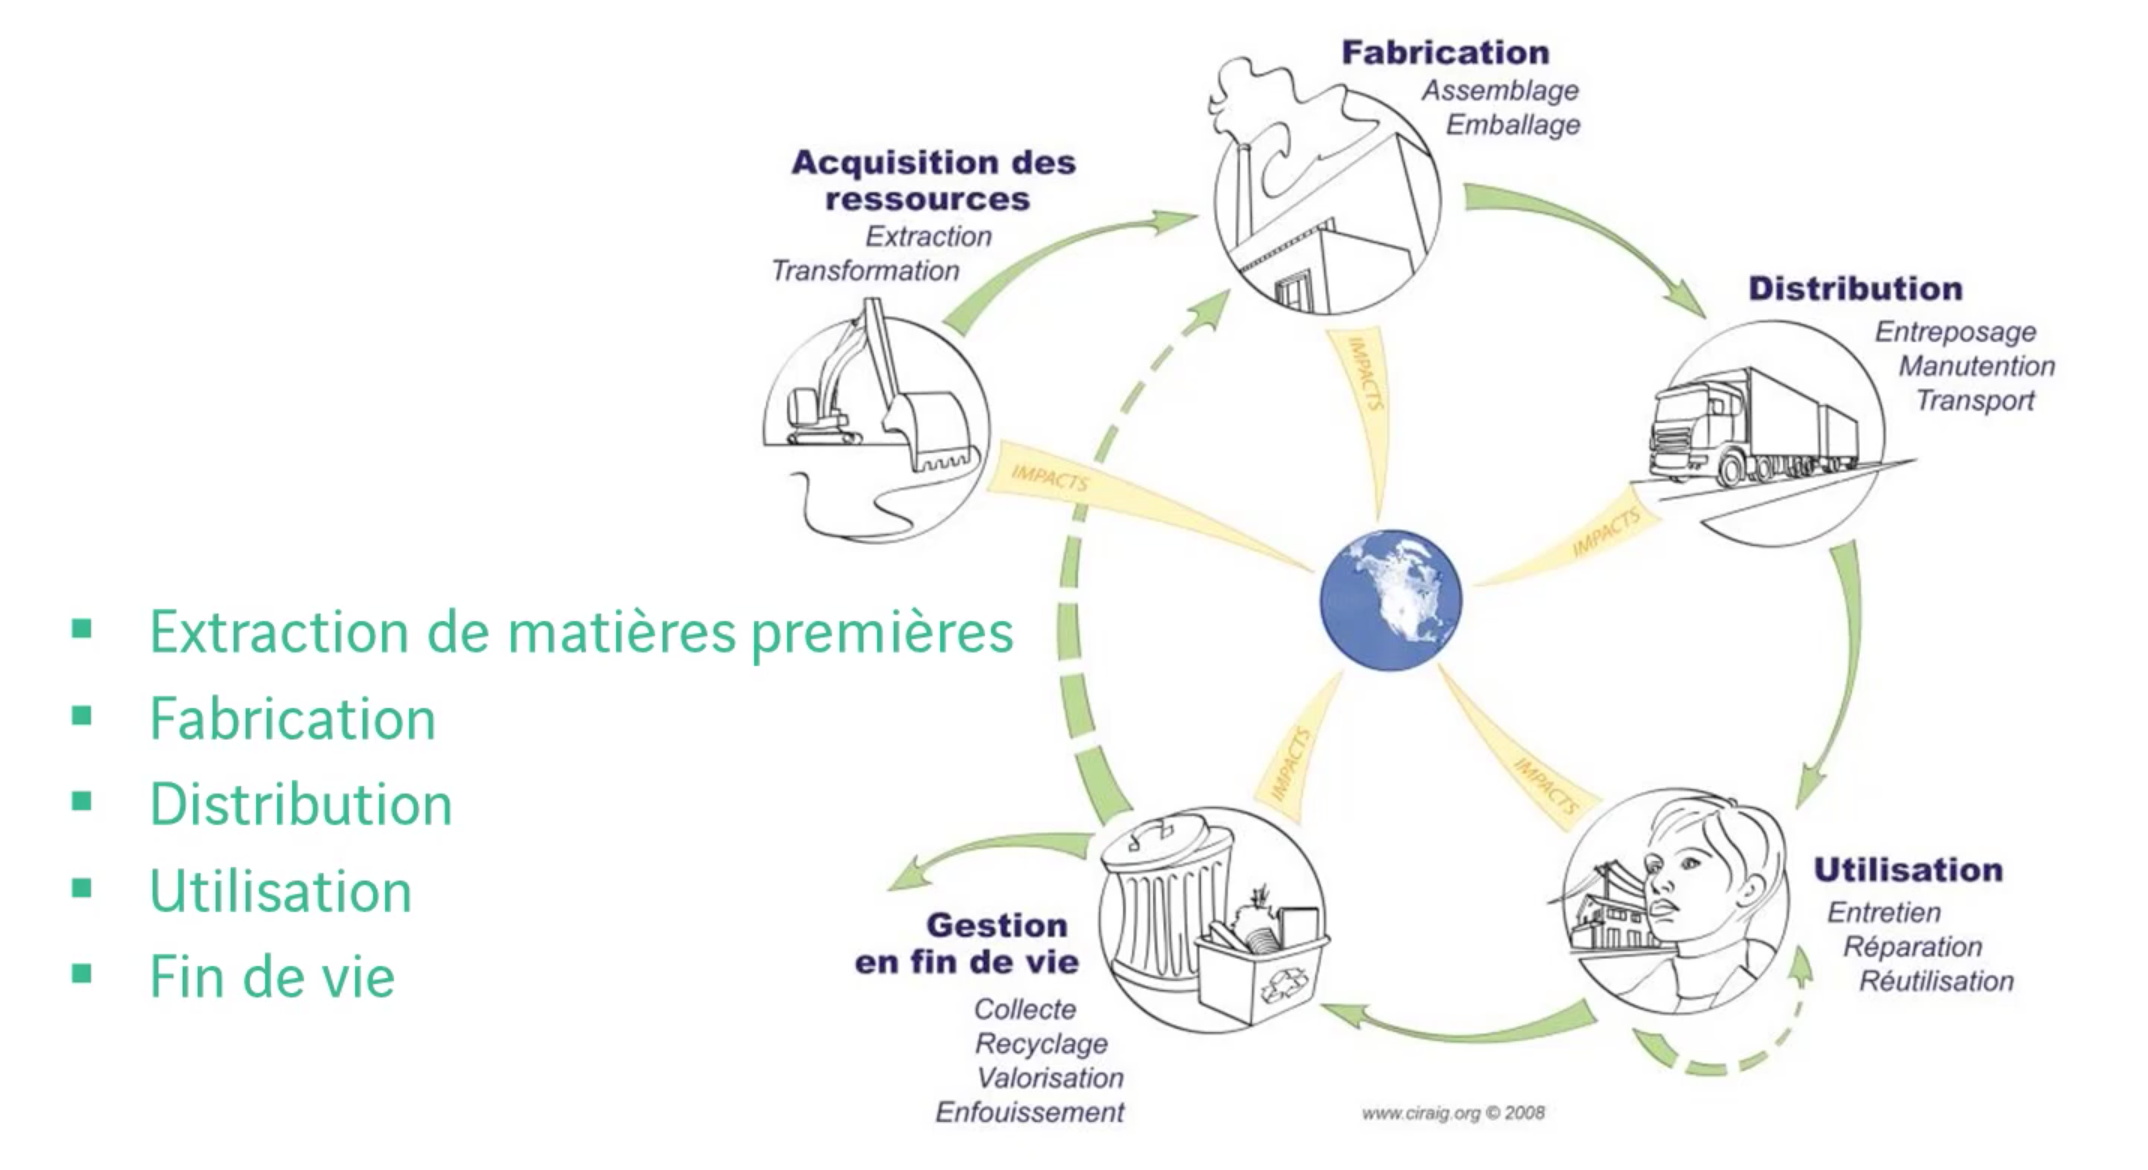 Fabrication
Assemblage
Emballage
Acquisition des
ressources
Extraction
Transformation
Distribution
Entreposage
Manutention
Transport
IMPACTS
IMPACTS
IMPACTS
▪ Extraction de matières premières
▪ Fabrication
▪ Distribution
▪ Utilisation
▪ Fin de vie
IMPACTS
IMPACTS
Utilisation
Entretien
Réparation
Réutilisation
Gestion
en fin de vie
Collecte
Recyclage
Valorisation
Enfouissement
www.ciraig.org © 2008